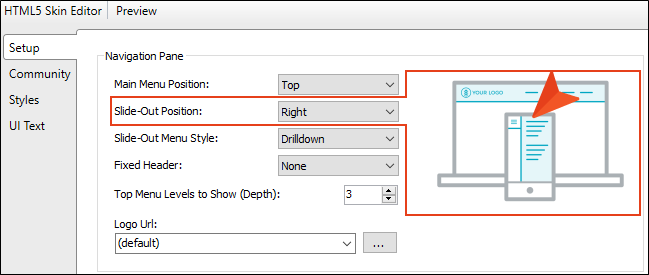 HTML5 Skin Editor
Preview
Setup
Community
Styles
UI Text
Navigation Pane
Main Menu Position: Top
Slide-Out Position: Right
Slide-Out Menu Style: Drilldown
Fixed Header: None
Top Menu Levels to Show (Depth): 3
Logo Url:
(default)
...
YOUR LOGO